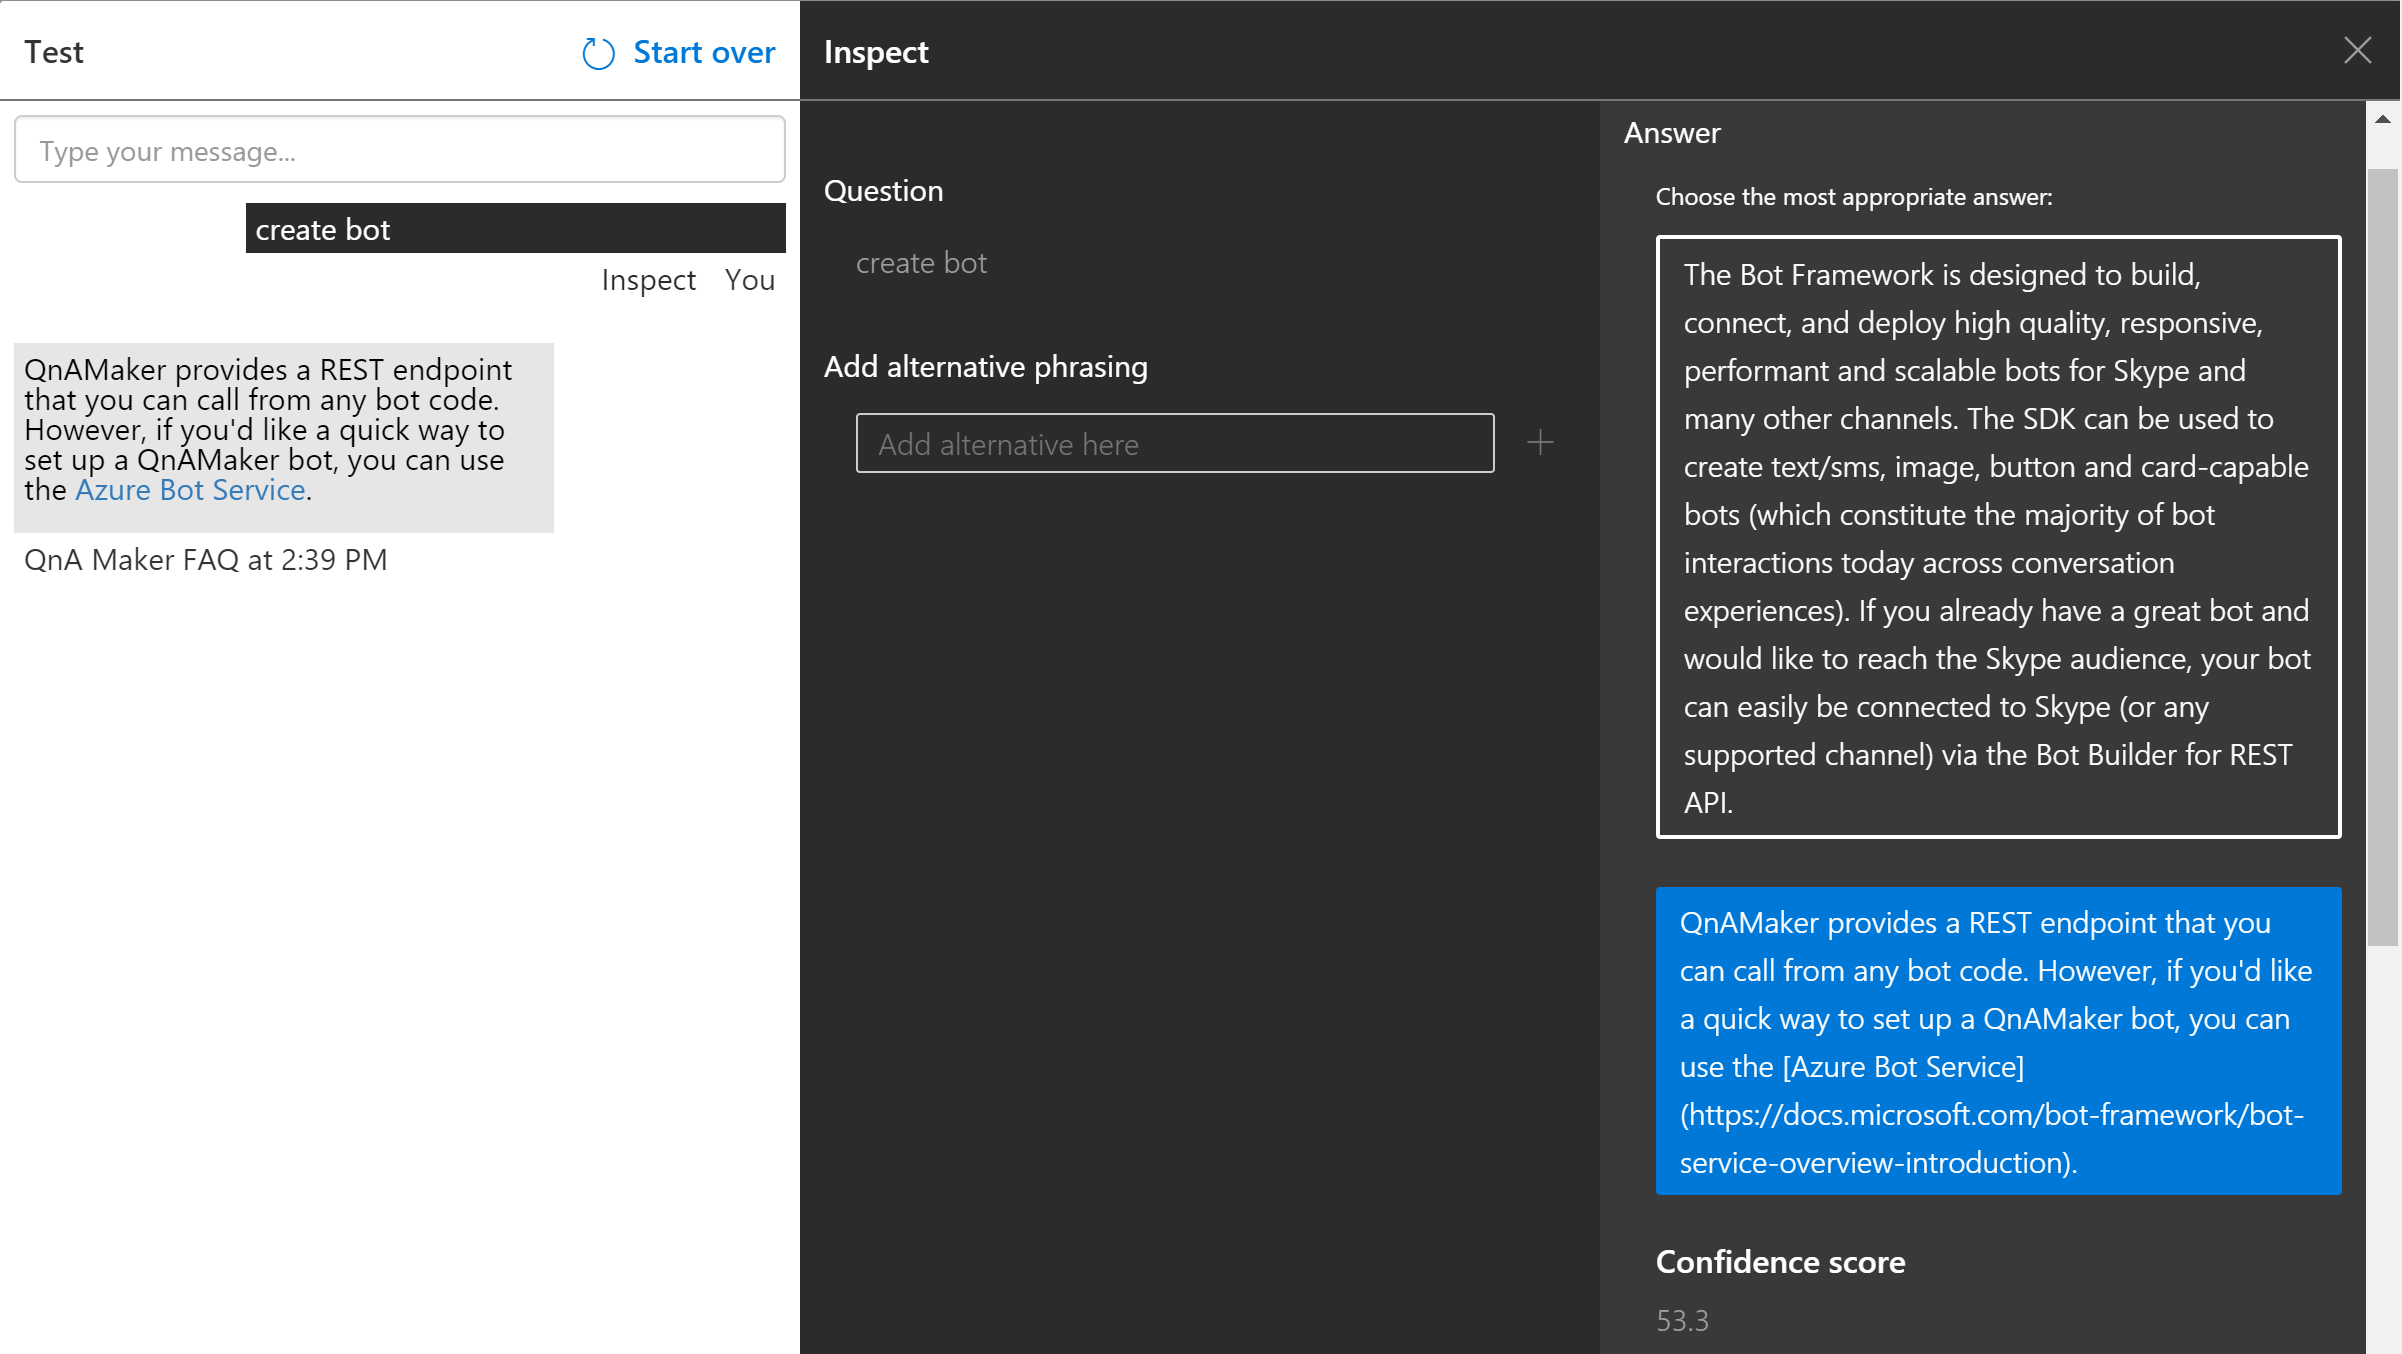 Test
Start over
Type your message...
create bot
Inspect You
QnAMaker provides a REST endpoint
that you can call from any bot code.
However, if you'd like a quick way to
set up a QnAMaker bot, you can use
the Azure Bot Service.
QnA Maker FAQ at 2:39 PM
Inspect
Question
create bot
Add alternative phrasing
Add alternative here
Answer
Choose the most appropriate answer:
The Bot Framework is designed to build,
connect, and deploy high quality, responsive,
performant and scalable bots for Skype and
many other channels. The SDK can be used to
create text/sms, image, button and card-capable
bots (which constitute the majority of bot
interactions today across conversation
experiences). If you already have a great bot and
would like to reach the Skype audience, your bot
can easily be connected to Skype (or any
supported channel) via the Bot Builder for REST
API.
QnAMaker provides a REST endpoint that you
can call from any bot code. However, if you'd like
a quick way to set up a QnAMaker bot, you can
use the [Azure Bot Service]
(https://docs.microsoft.com/bot-framework/bot-
service-overview-introduction).
Confidence score
53.3